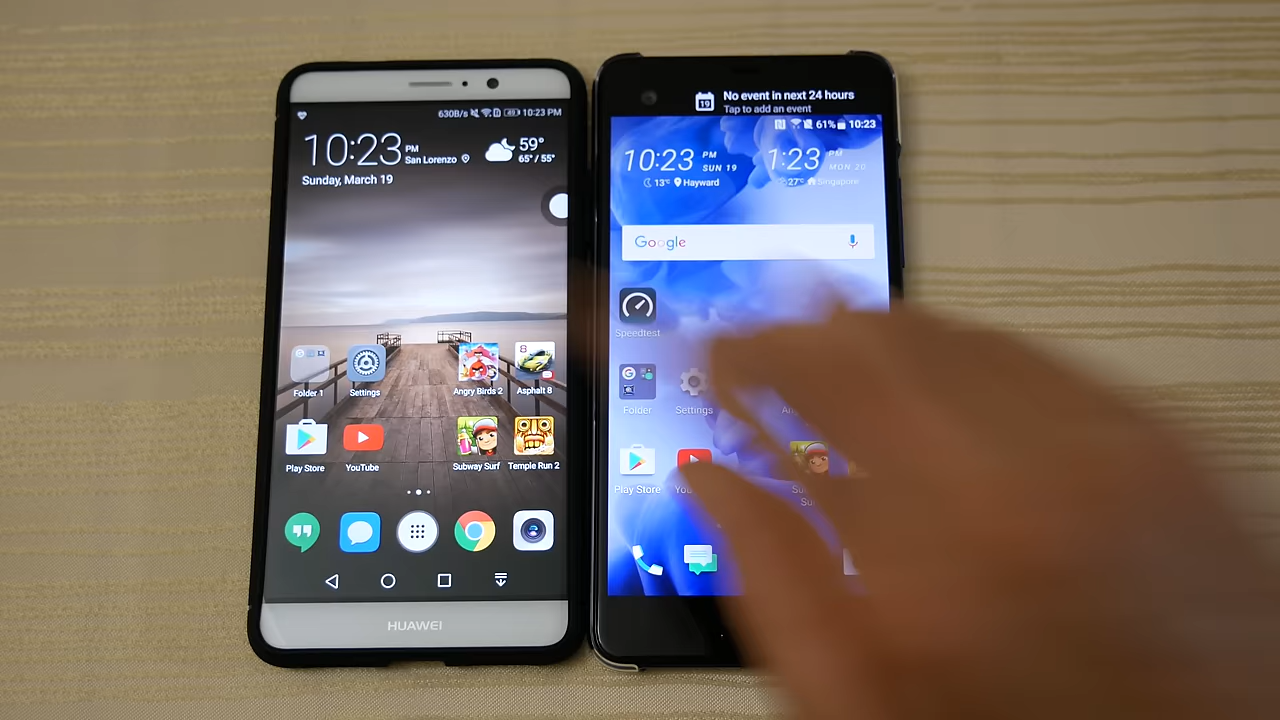 630B/s 49 10:23 PM
10:23 PM
San Lorenzo
59°
65° / 55°
Sunday, March 19
Folder 1
Settings
Angry Birds 2
8
Asphalt 8
Play Store
YouTube
Subway Surf
Temple Run 2
HUAWEI
19
No event in next 24 hours
Tap to add an event
N 61% 10:23
10:23 PM
SUN 19
13°C Hayward
1:23 PM
MON 20
27°C Singapore
Google
Speedtest
G
Folder
Settings
Play Store